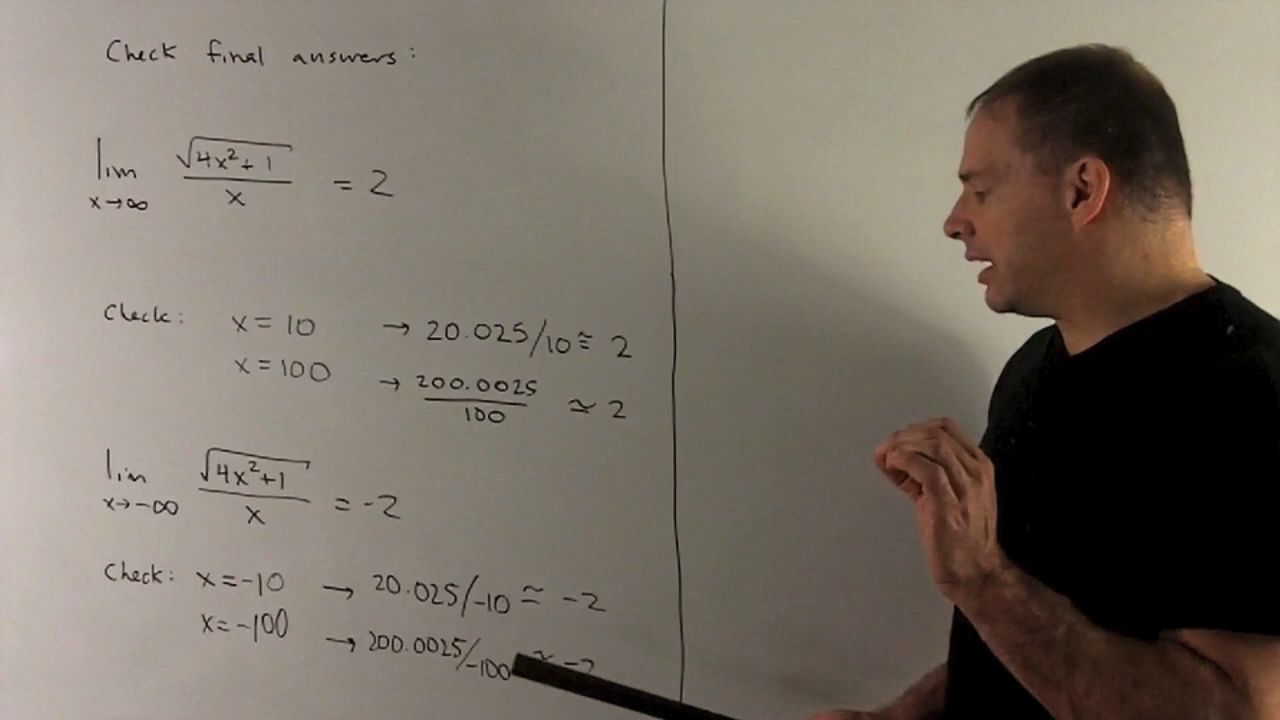 Check final answers:
lim x→∞ √(4x²+1) / x = 2
Check: x = 10 → 20.025/10 ≅ 2
x = 100 → 200.0025/100 ≃ 2
lim x→-∞ √(4x²+1) / x = -2
Check: x = -10 → 20.025/-10 ≃ -2
x = -100 → 200.0025/-100 ≃ -2